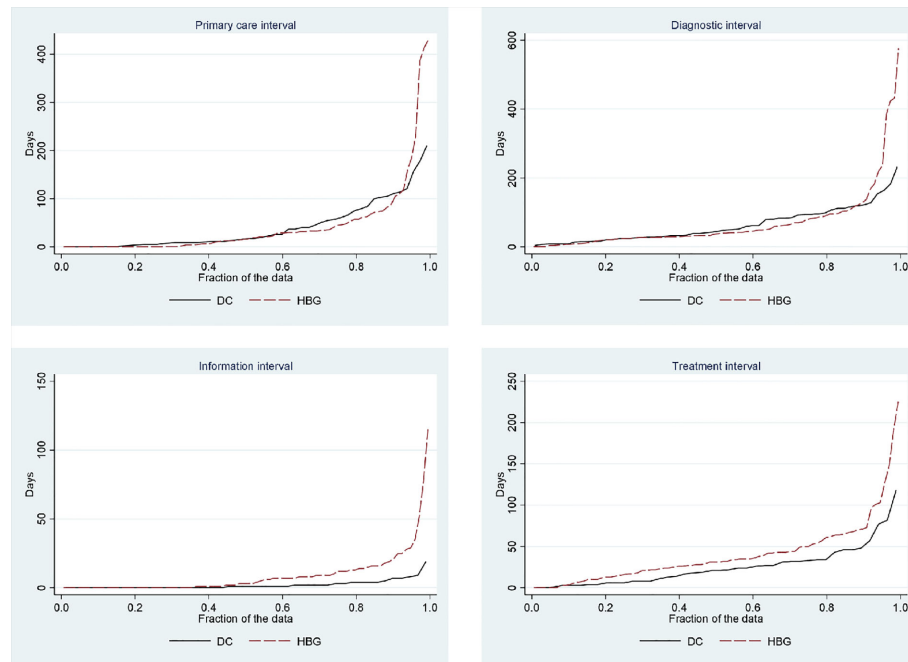 Primary care interval
400
300
200
100
0
Days
0.0 0.2 0.4 0.6 0.8 1.0
Fraction of the data
DC HBG
Diagnostic interval
600
400
200
0
Days
0.0 0.2 0.4 0.6 0.8 1.0
Fraction of the data
DC HBG
Information interval
150
100
50
0
Days
0.0 0.2 0.4 0.6 0.8 1.0
Fraction of the data
DC HBG
Treatment interval
250
200
150
100
50
0
Days
0.0 0.2 0.4 0.6 0.8 1.0
Fraction of the data
DC HBG